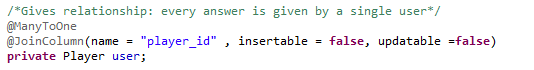 /*Gives relationship: every answer is given by a single user*/
@ManyToOne
@JoinColumn(name = "player_id" , insertable = false, updatable =false)
private Player user;